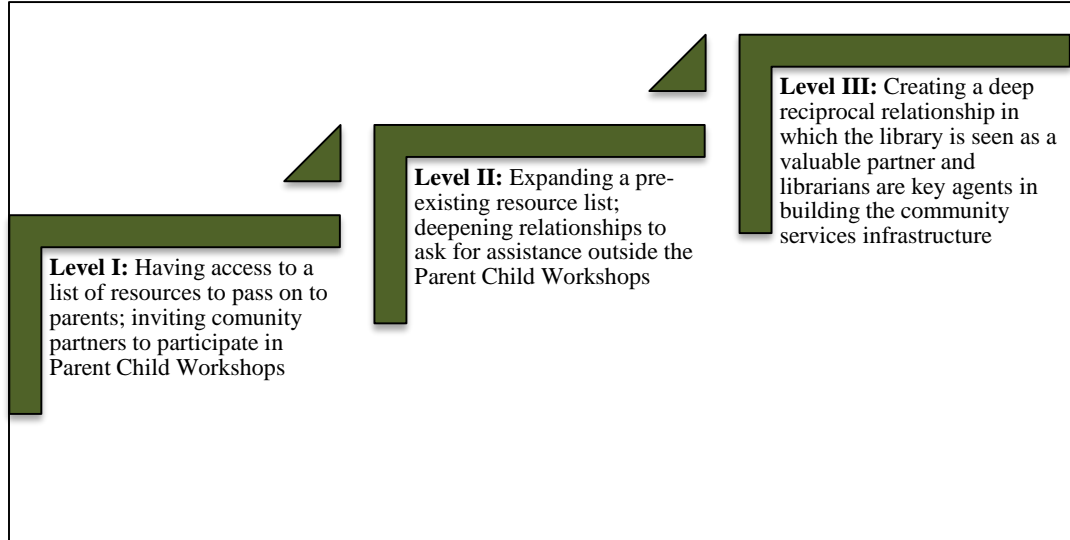 Level I: Having access to a
list of resources to pass on to
parents; inviting comunity
partners to participate in
Parent Child Workshops
Level II: Expanding a pre-
existing resource list;
deepening relationships to
ask for assistance outside the
Parent Child Workshops
Level III: Creating a deep
reciprocal relationship in
which the library is seen as a
valuable partner and
librarians are key agents in
building the community
services infrastructure